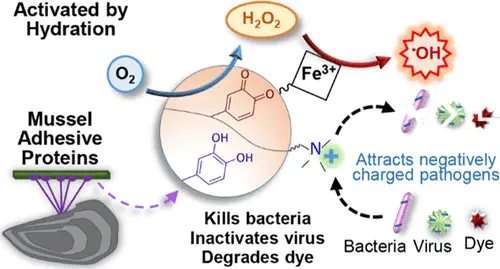 Activated by
Hydration
H₂O₂
O₂
Fe³⁺
•OH
O
O
OH
OH
N
+
Mussel
Adhesive
Proteins
Attracts negatively
charged pathogens
Kills bacteria
Inactivates virus
Degrades dye
Bacteria Virus Dye